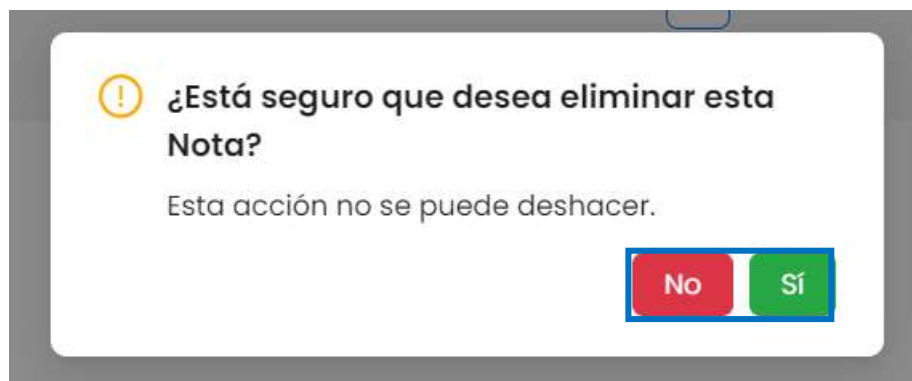 ¿Está seguro que desea eliminar esta
Nota?
Esta acción no se puede deshacer.
No Sí